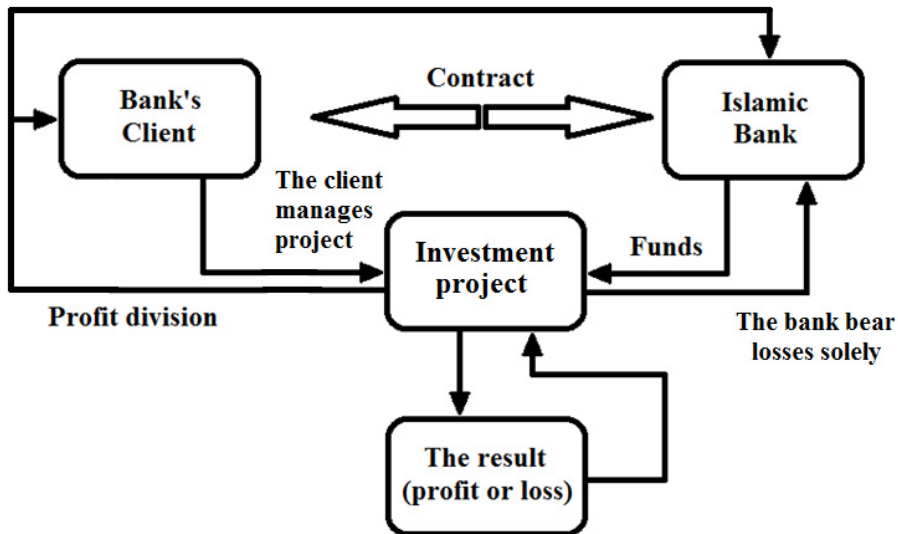 Bank's
Client
Contract
Islamic
Bank
The client
manages
project
Investment
project
Funds
Profit division
The bank bear
losses solely
The result
(profit or loss)